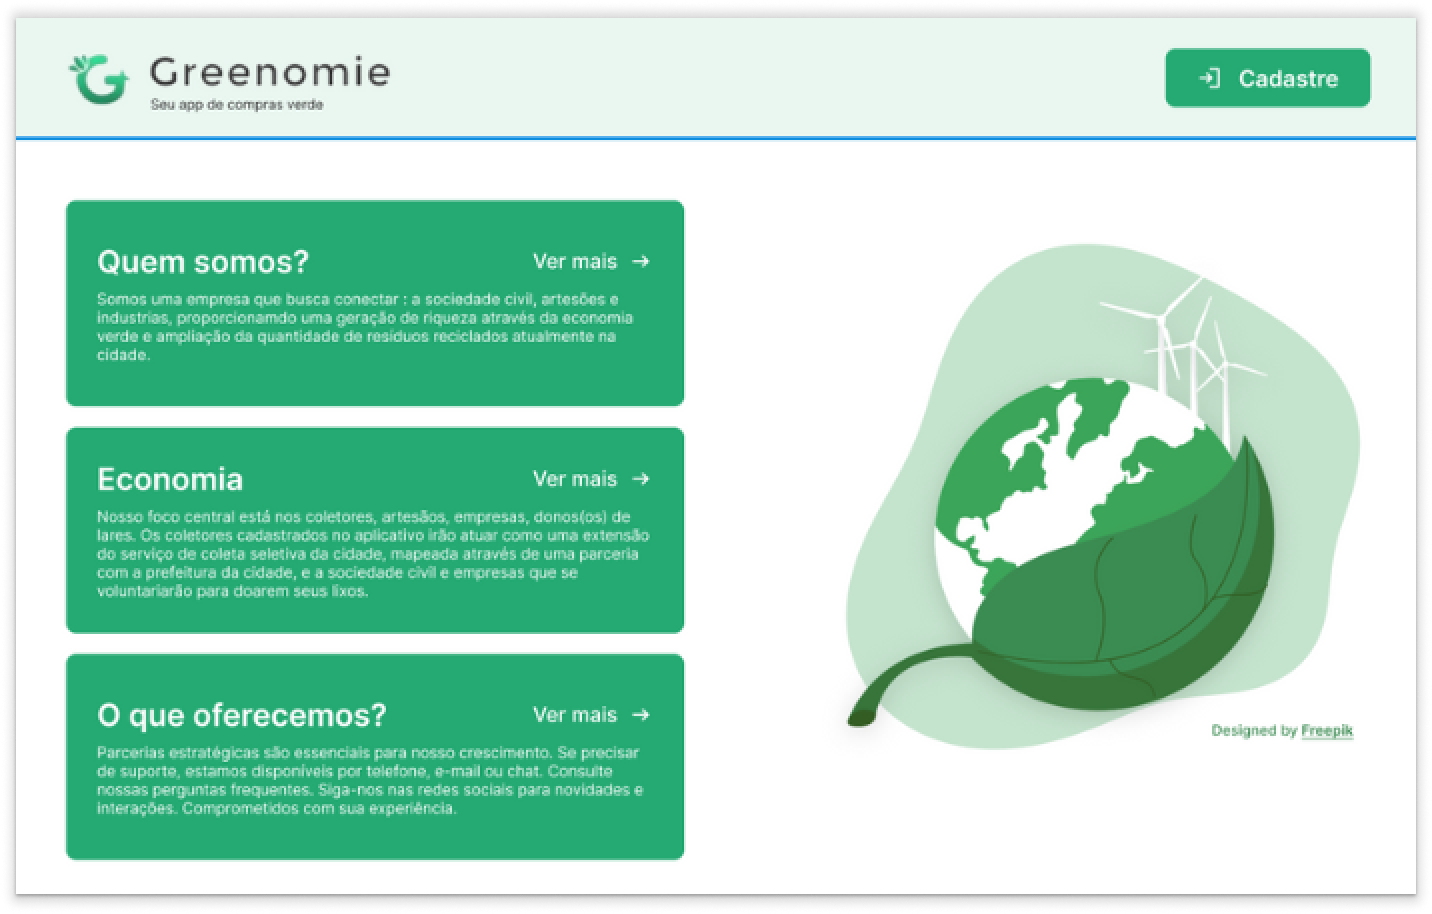 Greenomie
Seu app de compras verde
Cadastre
Quem somos?
Ver mais →
Somos uma empresa que busca conectar : a sociedade civil, artesões e
industrias, proporcionamdo uma geração de riqueza através da economia
verde e ampliação da quantidade de resíduos reciclados atualmente na
cidade.
Economia
Ver mais →
Nosso foco central está nos coletores, artesãos, empresas, donos(os) de
lares. Os coletores cadastrados no aplicativo irão atuar como uma extensão
do serviço de coleta seletiva da cidade, mapeada através de uma parceria
com a prefeitura da cidade, e a sociedade civil e empresas que se
voluntariarão para doarem seus lixos.
O que oferecemos?
Ver mais →
Parcerias estratégicas são essenciais para nosso crescimento. Se precisar
de suporte, estamos disponíveis por telefone, e-mail ou chat. Consulte
nossas perguntas frequentes. Siga-nos nas redes sociais para novidades e
interações. Comprometidos com sua experiência.
Designed by Freepik